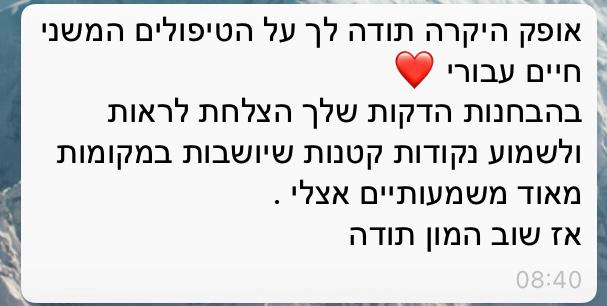 אופק היקרה תודה לך על הטיפולים המשני
חיים עבורי ❤️
בהבחנות הדקות שלך הצלחת לראות
ולשמוע נקודות קטנות שיושבות במקומות
מאוד משמעותיים אצלי .
אז שוב המון תודה
08:40